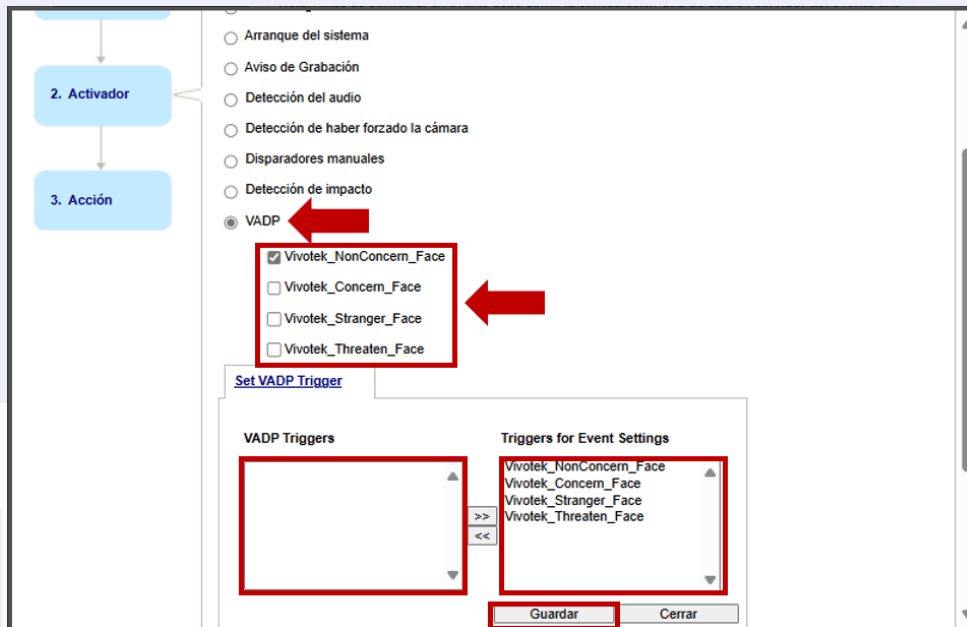 Arranque del sistema
Aviso de Grabación
2. Activador
Detección del audio
Detección de haber forzado la cámara
Disparadores manuales
3. Acción
Detección de impacto
VADP
Vivotek_NonConcern_Face
Vivotek_Concern_Face
Vivotek_Stranger_Face
Vivotek_Threaten_Face
Set VADP Trigger
VADP Triggers
Triggers for Event Settings
Vivotek_NonConcern_Face
Vivotek_Concern_Face
Vivotek_Stranger_Face
Vivotek_Threaten_Face
>>
<<
Guardar
Cerrar